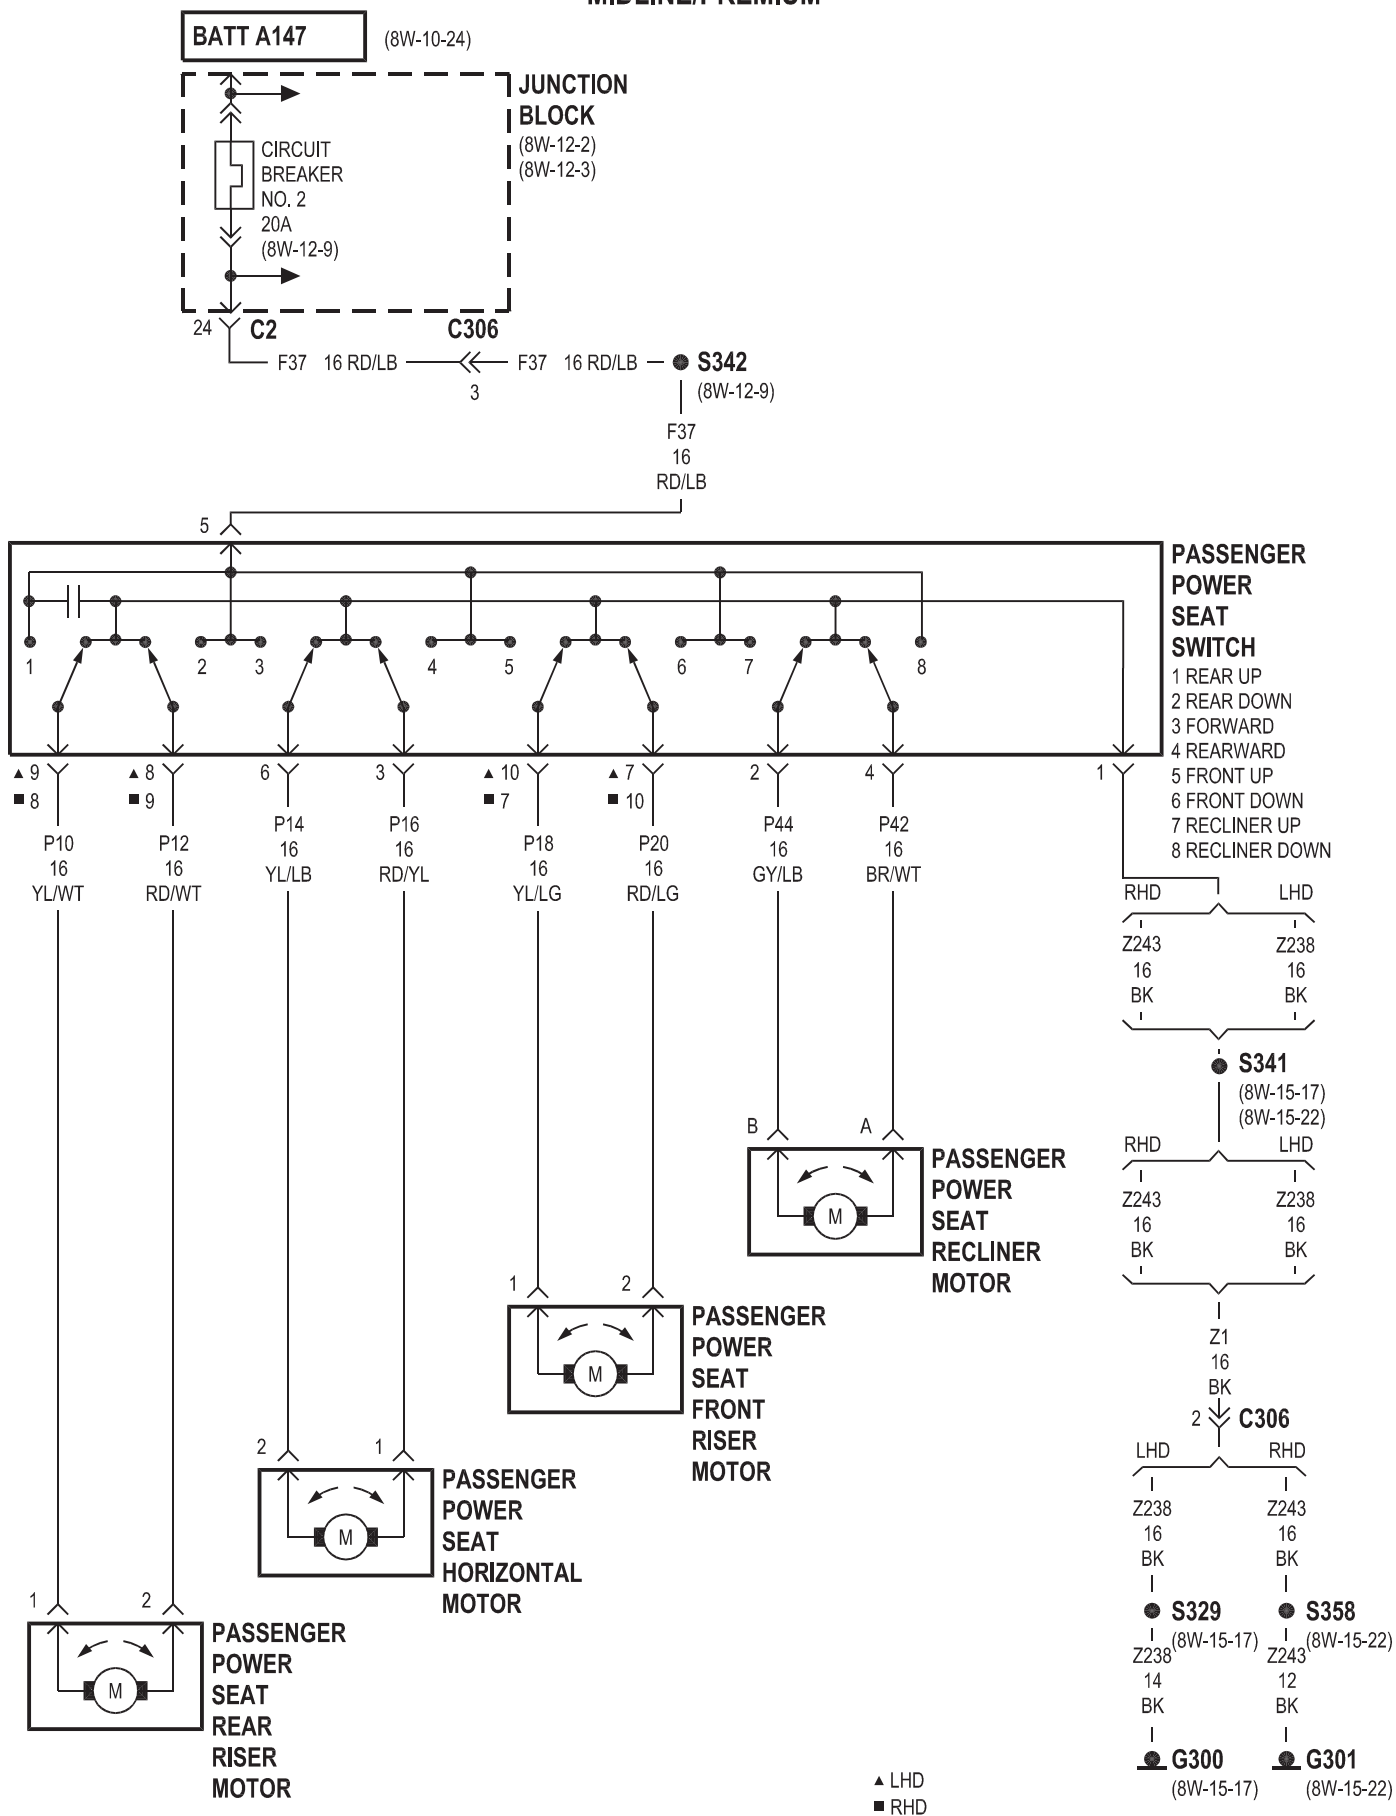 MIDLINE/PREMIUM
BATT A147
(8W-10-24)
JUNCTION
BLOCK
(8W-12-2)
(8W-12-3)
CIRCUIT
BREAKER
NO. 2
20A
(8W-12-9)
24
C2
C306
F37 16 RD/LB
3
F37 16 RD/LB
S342
(8W-12-9)
F37
16
RD/LB
5
PASSENGER
POWER
SEAT
SWITCH
1 REAR UP
2 REAR DOWN
3 FORWARD
4 REARWARD
5 FRONT UP
6 FRONT DOWN
7 RECLINER UP
8 RECLINER DOWN
1 2 3 4 5 6 7 8
▲ 9 ▲ 8 6 3 ▲ 10 ▲ 7 2 4 1
■ 8 ■ 9 ■ 7 ■ 10
P10
16
YL/WT
P12
16
RD/WT
P14
16
YL/LB
P16
16
RD/YL
P18
16
YL/LG
P20
16
RD/LG
P44
16
GY/LB
P42
16
BR/WT
RHD LHD
Z243
16
BK
Z238
16
BK
S341
(8W-15-17)
(8W-15-22)
RHD LHD
Z243
16
BK
Z238
16
BK
Z1
16
BK
2
C306
LHD RHD
Z238
16
BK
Z243
16
BK
S329
(8W-15-17)
S358
(8W-15-22)
Z238
14
BK
Z243
12
BK
G300
(8W-15-17)
G301
(8W-15-22)
B A
M
PASSENGER
POWER
SEAT
RECLINER
MOTOR
1 2
M
PASSENGER
POWER
SEAT
FRONT
RISER
MOTOR
2 1
M
PASSENGER
POWER
SEAT
HORIZONTAL
MOTOR
1 2
M
PASSENGER
POWER
SEAT
REAR
RISER
MOTOR
▲ LHD
■ RHD